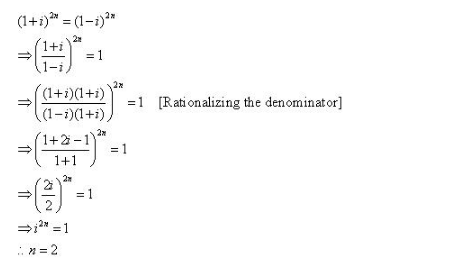 (1+i)²ⁿ = (1−i)²ⁿ
⇒ ((1+i)/(1−i))²ⁿ = 1
⇒ (((1+i)(1+i))/((1−i)(1+i)))²ⁿ = 1 [Rationalizing the denominator]
⇒ ((1+2i−1)/(1+1))²ⁿ = 1
⇒ (2i/2)²ⁿ = 1
⇒ i²ⁿ = 1
∴ n = 2